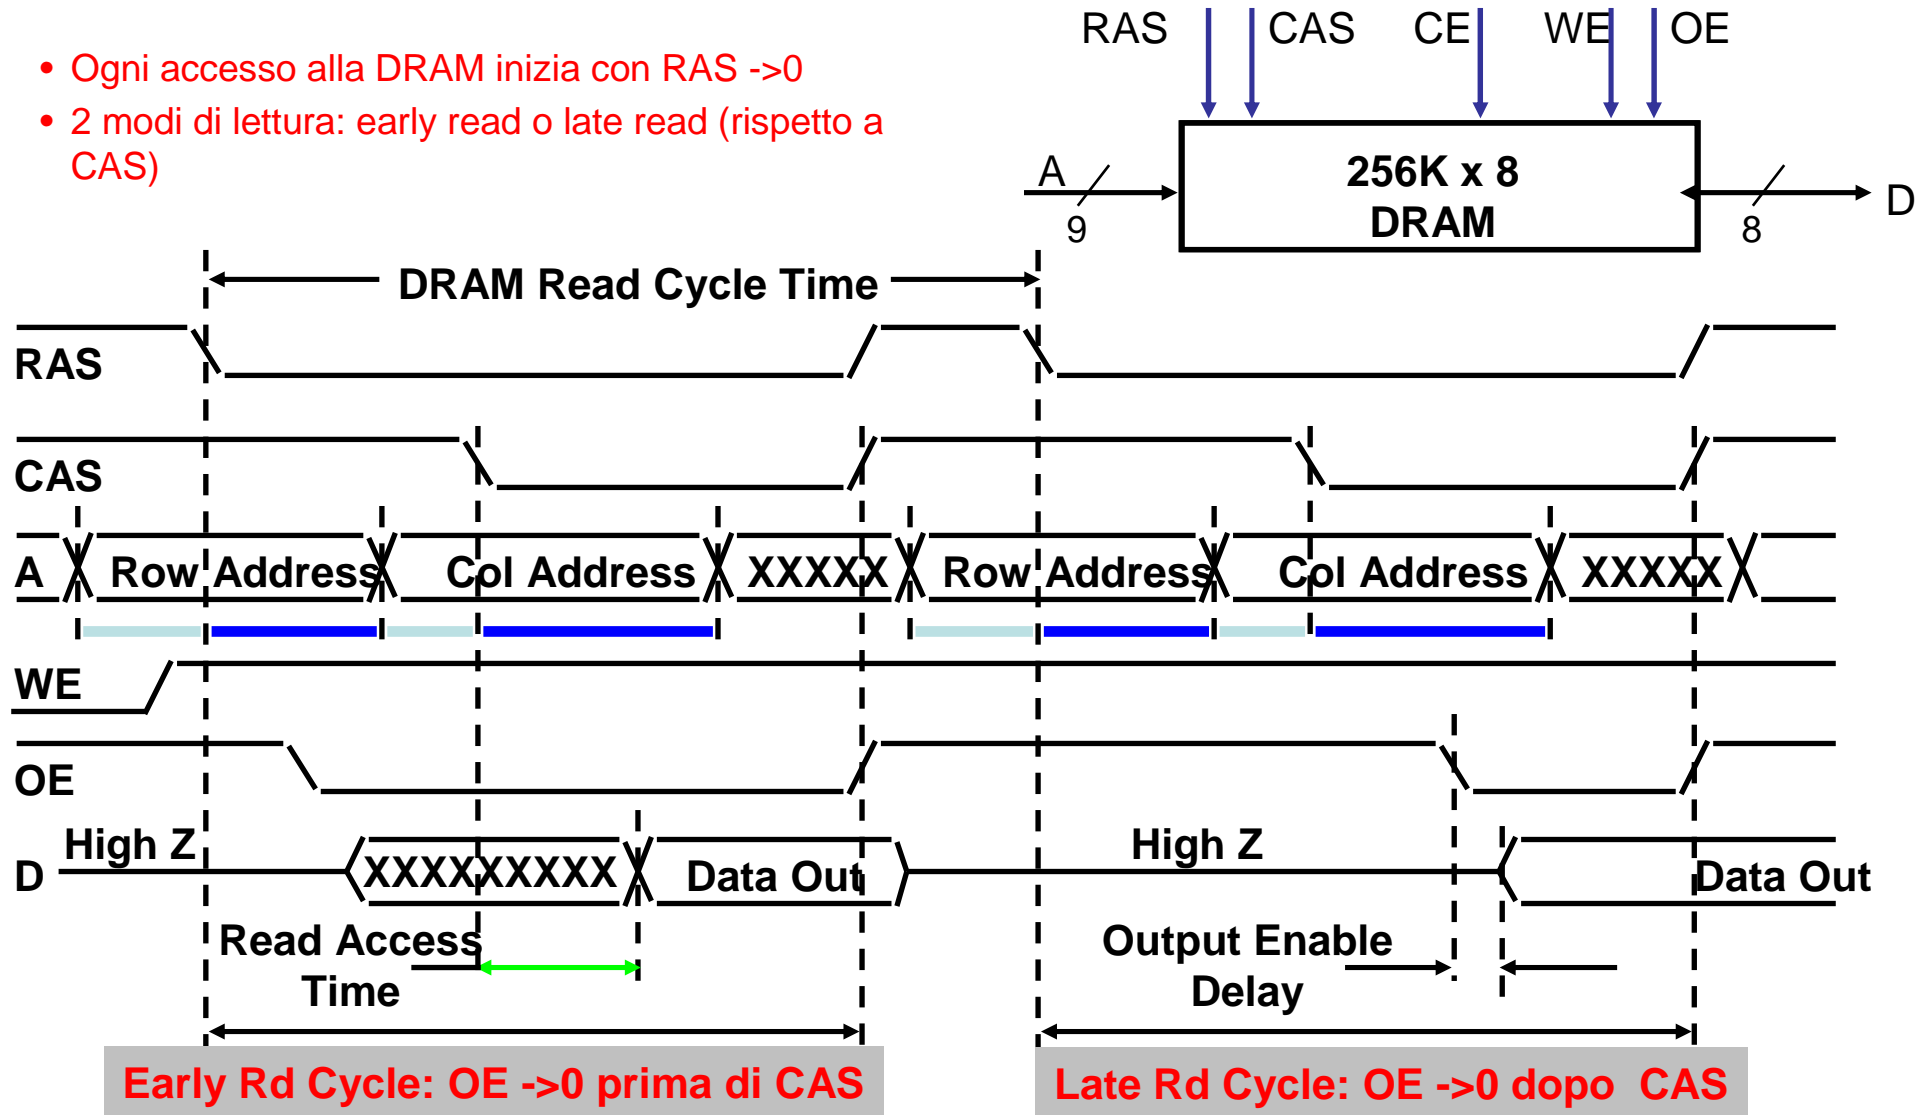 • Ogni accesso alla DRAM inizia con RAS ->0
• 2 modi di lettura: early read o late read (rispetto a
CAS)
RAS CAS CE WE OE
A
9
256K x 8
DRAM
8
D
DRAM Read Cycle Time
RAS
CAS
A Row Address Col Address XXXXX Row Address Col Address XXXXX
WE
OE
D High Z XXXXXXXXX Data Out High Z Data Out
Read Access
Time
Output Enable
Delay
Early Rd Cycle: OE ->0 prima di CAS
Late Rd Cycle: OE ->0 dopo CAS